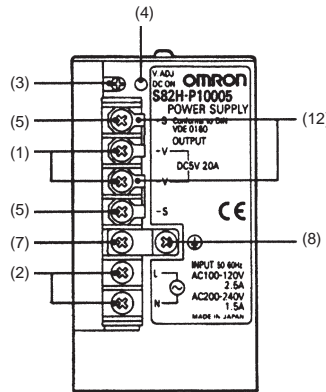 (4)
(3)
V ADJ
DC ON
OMRON
S82H-P10005
POWER SUPPLY
(5)
S
Conforms to DIN
VDE 0160
(12)
OUTPUT
(1)
-V
DC5V 20A
V
(5)
-S
CE
(7)
(8)
INPUT 50 60Hz
L
AC100-120V
2.5A
(2)
AC200-240V
N
1.5A
MADE IN JAPAN